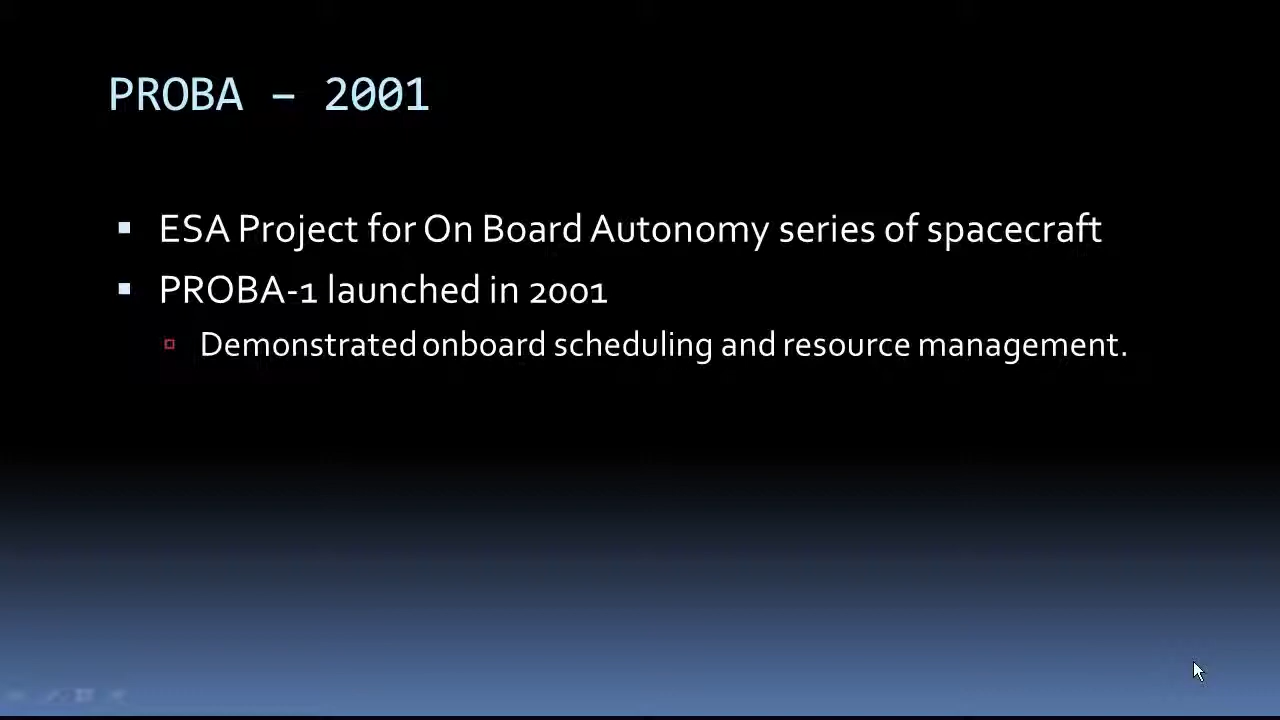 PROBA – 2001
ESA Project for On Board Autonomy series of spacecraft
PROBA-1 launched in 2001
Demonstrated onboard scheduling and resource management.